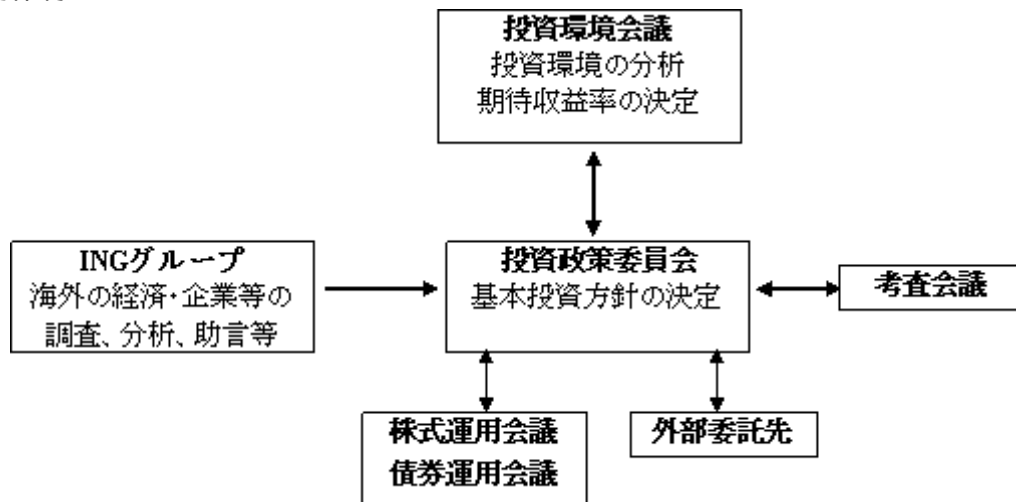 投資環境会議
投資環境の分析
期待収益率の決定
INGグループ
海外の経済・企業等の
調査、分析、助言等
投資政策委員会
基本投資方針の決定
考査会議
株式運用会議
債券運用会議
外部委託先